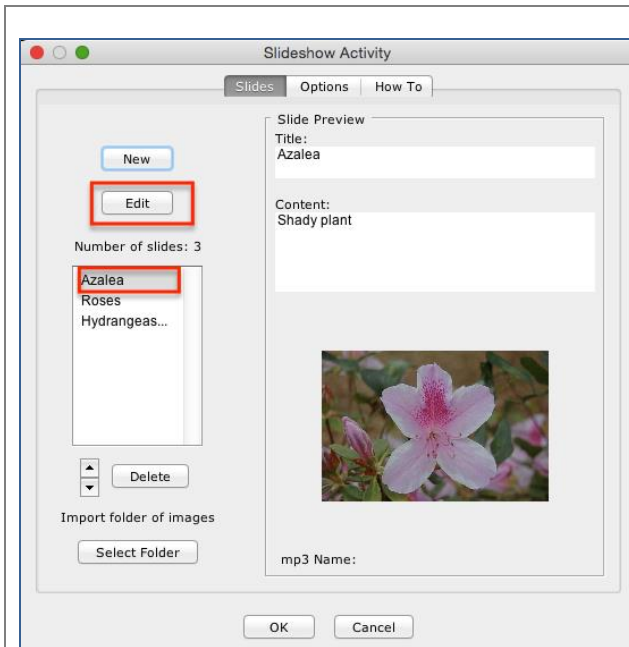 Slideshow Activity
Slides Options How To
New
Edit
Number of slides: 3
Azalea
Roses
Hydrangeas...
Delete
Import folder of images
Select Folder
Slide Preview
Title:
Azalea
Content:
Shady plant
mp3 Name:
OK Cancel